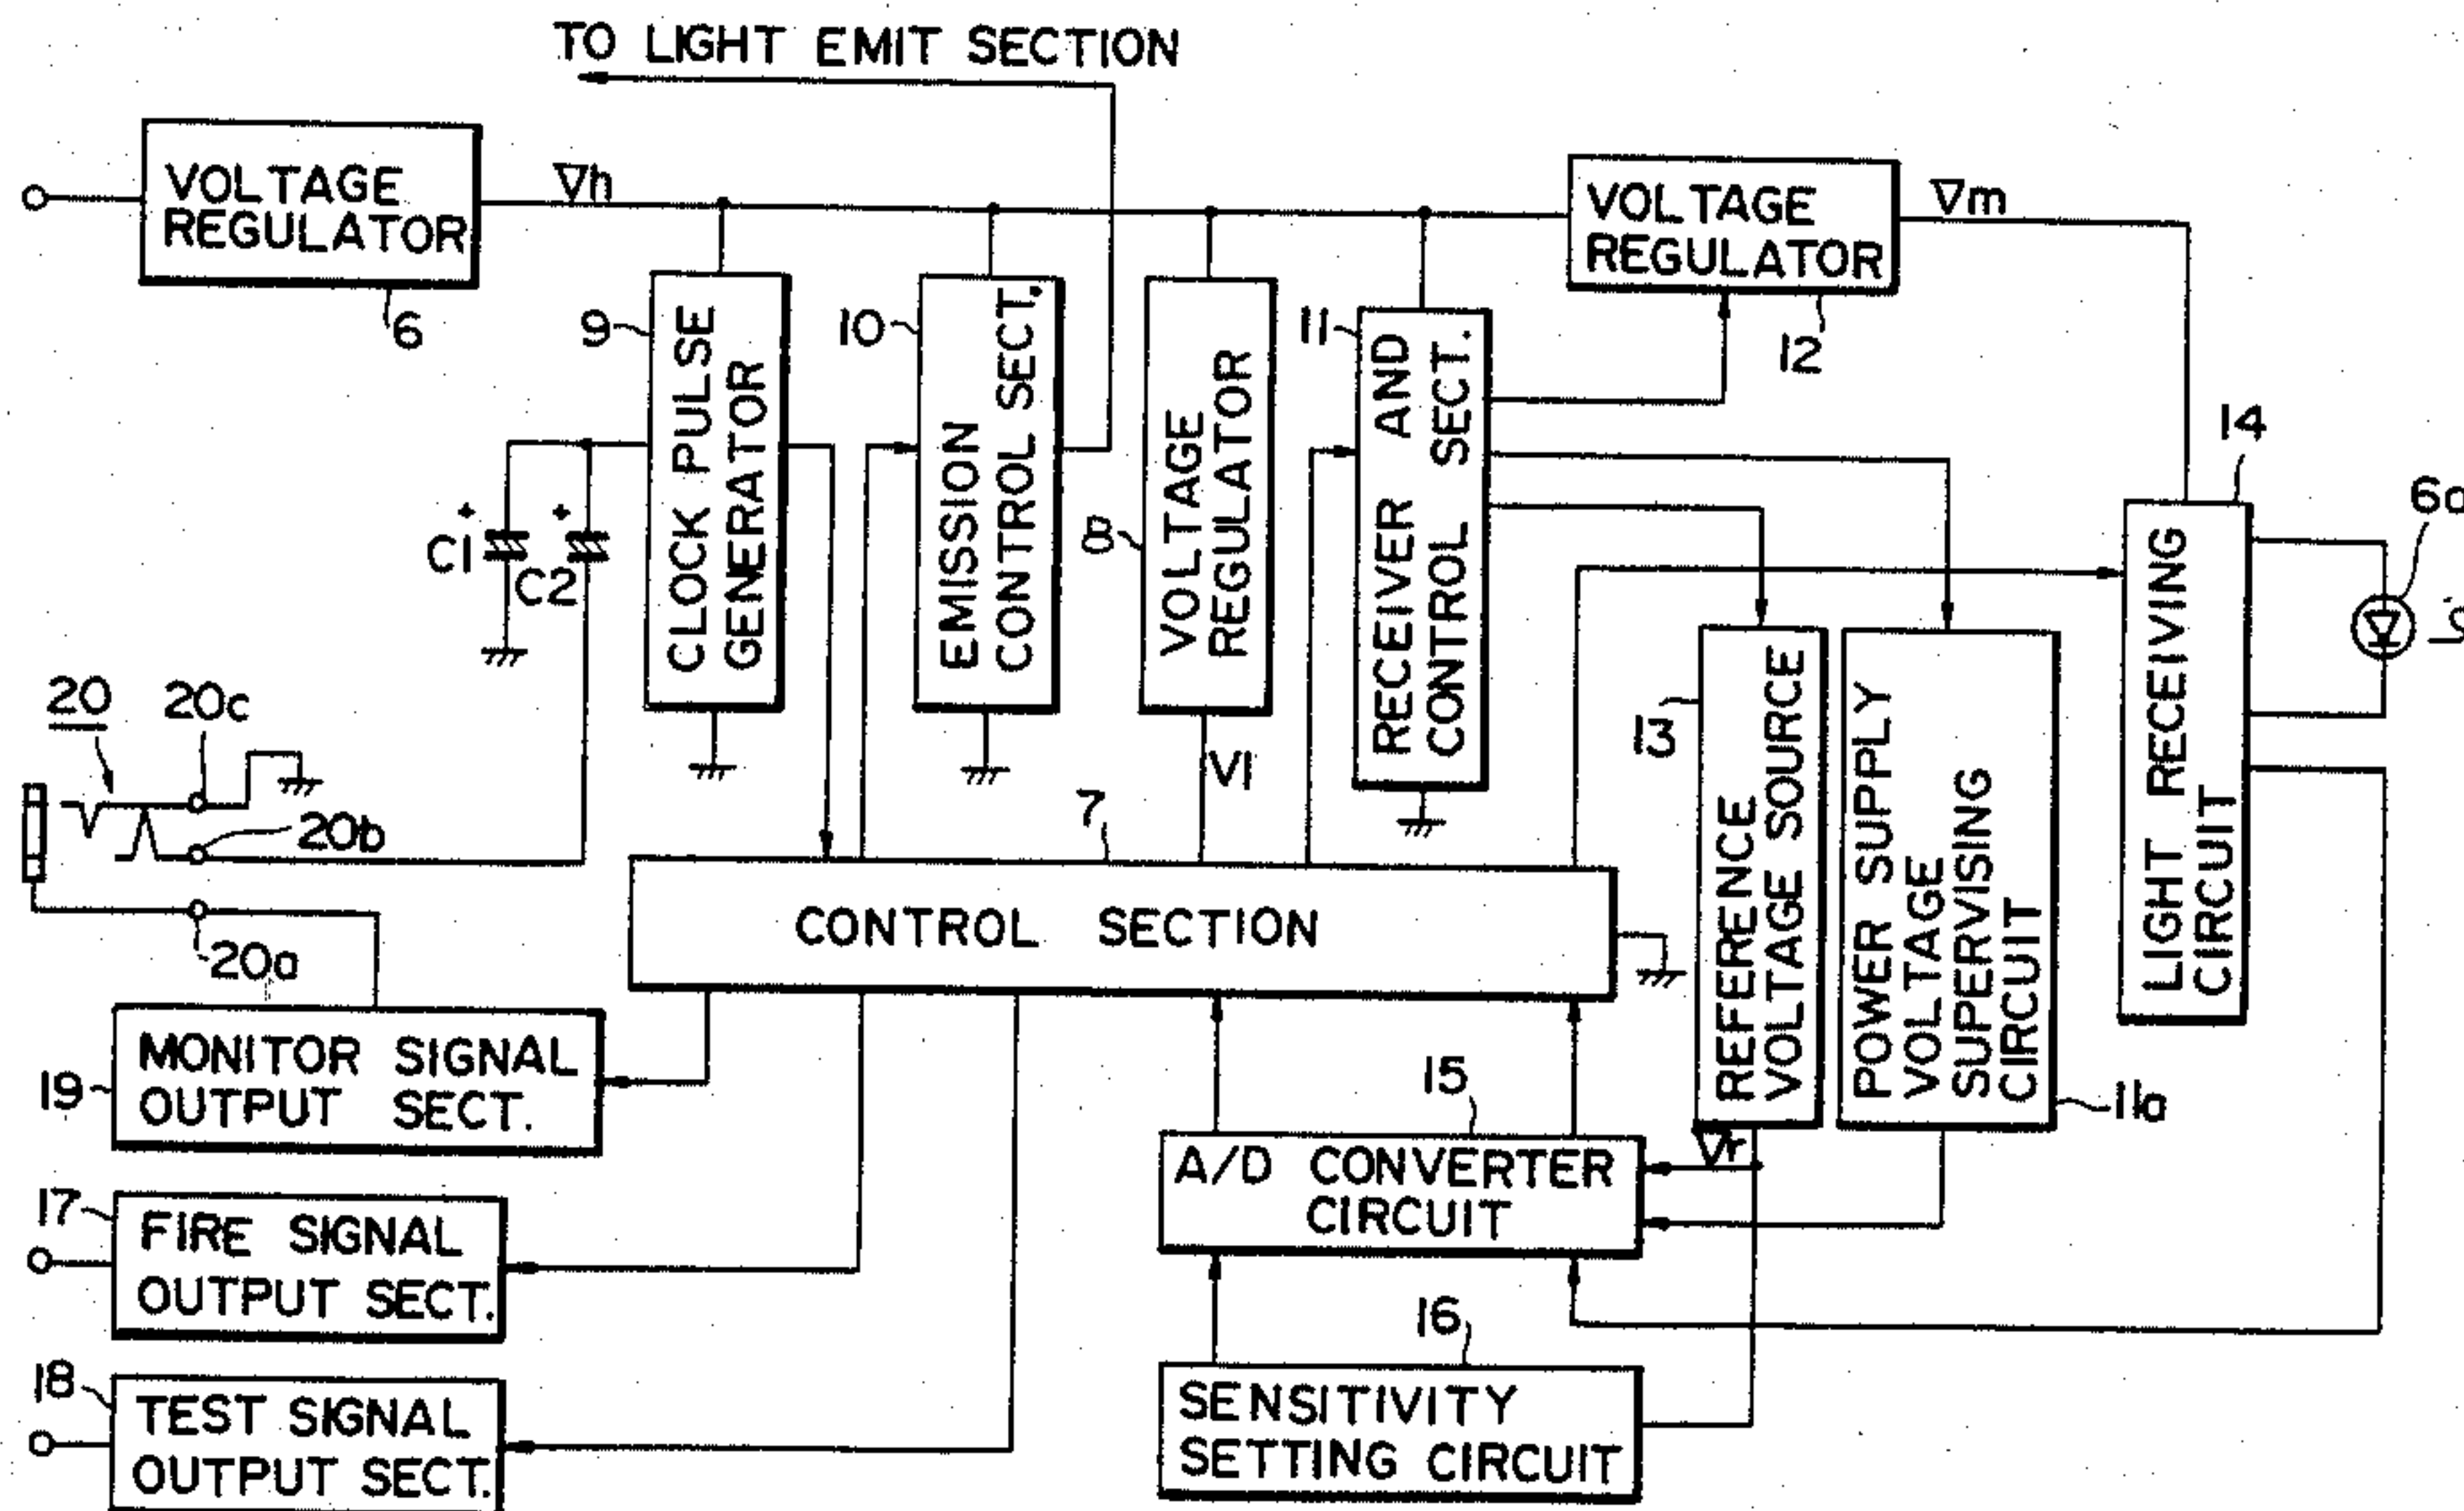 TO LIGHT EMIT SECTION
VOLTAGE
REGULATOR
6
Vh
VOLTAGE
REGULATOR
12
Vm
9
CLOCK PULSE
GENERATOR
10
EMISSION
CONTROL SECT.
8
VOLTAGE
REGULATOR
11
RECEIVER AND
CONTROL SECT.
14
LIGHT RECEIVING
CIRCUIT
C1
+
C2
+
20
20c
20b
20a
Vl
7
CONTROL SECTION
13
REFERENCE
VOLTAGE SOURCE
POWER SUPPLY
VOLTAGE
SUPERVISING
CIRCUIT
11a
19
MONITOR SIGNAL
OUTPUT SECT.
15
A/D CONVERTER
CIRCUIT
Vr
17
FIRE SIGNAL
OUTPUT SECT.
16
SENSITIVITY
SETTING CIRCUIT
18
TEST SIGNAL
OUTPUT SECT.